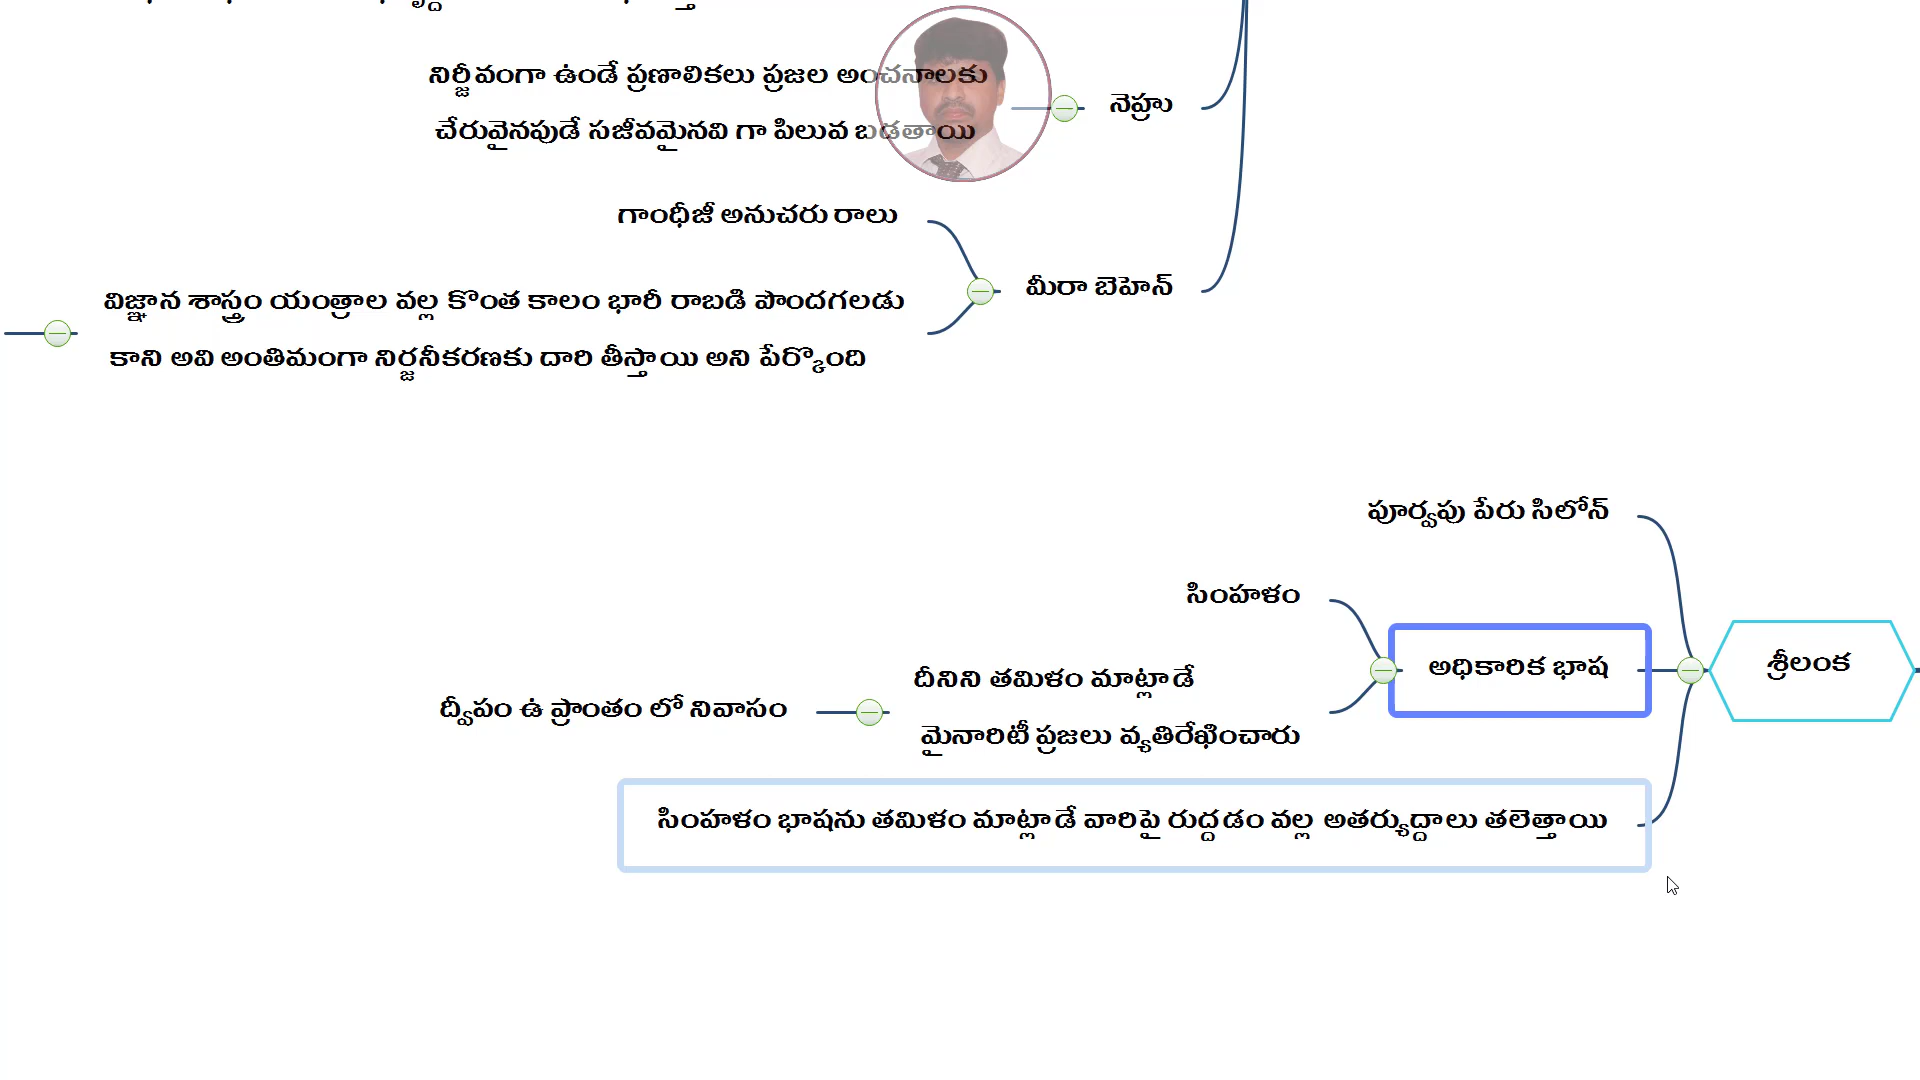 నిర్జీవంగా ఉండే ప్రణాలికలు ప్రజల అంచనాలకు
చేరువైనపుడే సజీవమైనవి గా పిలువ బడతాయి
నెహ్రు
గాంధీజీ అనుచరు రాలు
మీరా బెహెన్
విజ్ఞాన శాస్త్రం యంత్రాల వల్ల కొంత కాలం భారీ రాబడి పొందగలడు
కాని అవి అంతిమంగా నిర్జనీకరణకు దారి తీస్తాయి అని పేర్కొంది
పూర్వపు పేరు సిలోన్
సింహళం
అధికారిక భాష
శ్రీలంక
దీనిని తమిళం మాట్లాడే
మైనారిటీ ప్రజలు వ్యతిరేఖించారు
ద్వీపం ఉ ప్రాంతం లో నివాసం
సింహళం భాషను తమిళం మాట్లాడే వారిపై రుద్దడం వల్ల అతర్యుద్దాలు తలెత్తాయి